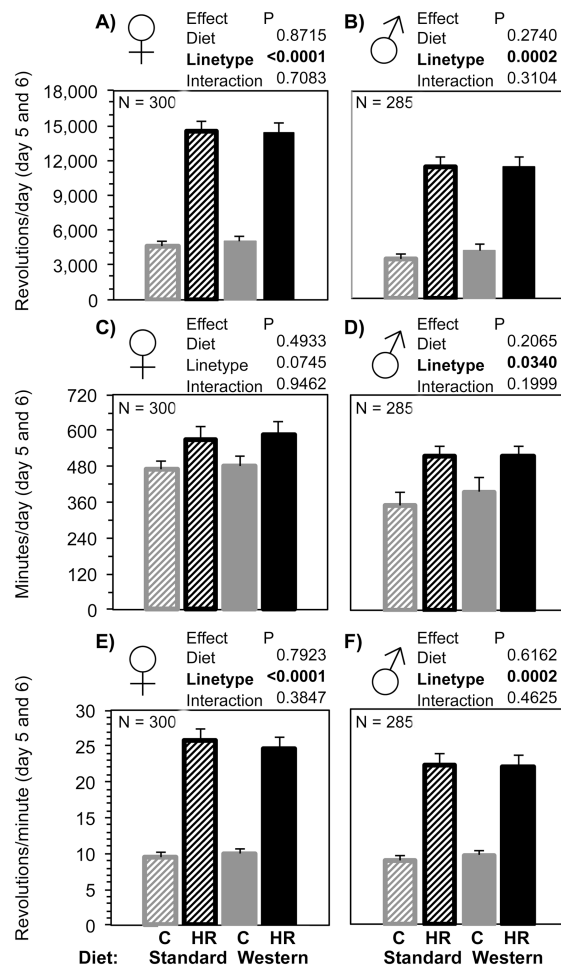 A) Effect P
Diet 0.8715
Linetype <0.0001
Interaction 0.7083
B) Effect P
Diet 0.2740
Linetype 0.0002
Interaction 0.3104
Revolutions/day (day 5 and 6)
18,000
15,000
12,000
9,000
6,000
3,000
0
N = 300
N = 285
C) Effect P
Diet 0.4933
Linetype 0.0745
Interaction 0.9462
D) Effect P
Diet 0.2065
Linetype 0.0340
Interaction 0.1999
Minutes/day (day 5 and 6)
720
600
480
360
240
120
0
N = 300
N = 285
E) Effect P
Diet 0.7923
Linetype <0.0001
Interaction 0.3847
F) Effect P
Diet 0.6162
Linetype 0.0002
Interaction 0.4625
Revolutions/minute (day 5 and 6)
30
25
20
15
10
5
0
N = 300
N = 285
C HR C HR C HR C HR
Diet: Standard Western Standard Western